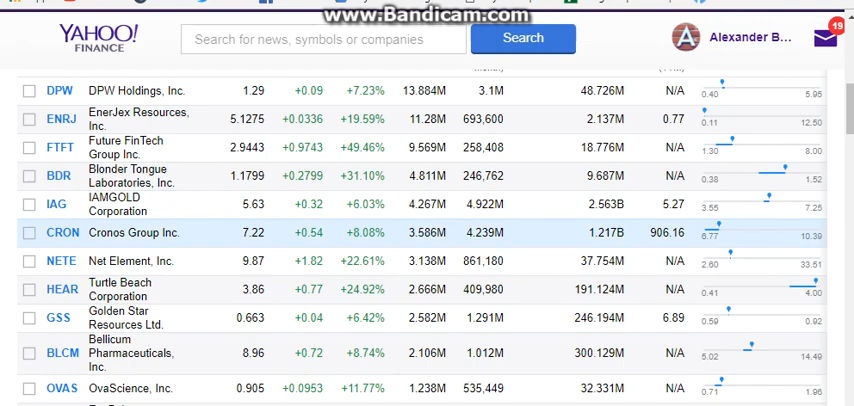 www.Bandicam.com
YAHOO!
FINANCE
Search for news, symbols or companies
Search
Alexander B...
19
DPW DPW Holdings, Inc. 1.29 +0.09 +7.23% 13.884M 3.1M 48.726M N/A 0.40 5.95
ENRJ EnerJex Resources, Inc. 5.1275 +0.0336 +19.59% 11.28M 693,600 2.137M 0.77 0.11 12.50
FTFT Future FinTech Group Inc. 2.9443 +0.9743 +49.46% 9.569M 258,408 18.776M N/A 1.30 8.00
BDR Blonder Tongue Laboratories, Inc. 1.1799 +0.2799 +31.10% 4.811M 246,762 9.687M N/A 0.38 1.52
IAG IAMGOLD Corporation 5.63 +0.32 +6.03% 4.267M 4.922M 2.563B 5.27 3.55 7.25
CRON Cronos Group Inc. 7.22 +0.54 +8.08% 3.586M 4.239M 1.217B 906.16 6.77 10.39
NETE Net Element, Inc. 9.87 +1.82 +22.61% 3.138M 861,180 37.754M N/A 2.60 33.51
HEAR Turtle Beach Corporation 3.86 +0.77 +24.92% 2.666M 409,980 191.124M N/A 0.41 4.00
GSS Golden Star Resources Ltd. 0.663 +0.04 +6.42% 2.582M 1.291M 246.194M 6.89 0.59 0.92
BLCM Bellicum Pharmaceuticals, Inc. 8.96 +0.72 +8.74% 2.106M 1.012M 300.129M N/A 5.02 14.49
OVAS OvaScience, Inc. 0.905 +0.0953 +11.77% 1.238M 535,449 32.331M N/A 0.71 1.96